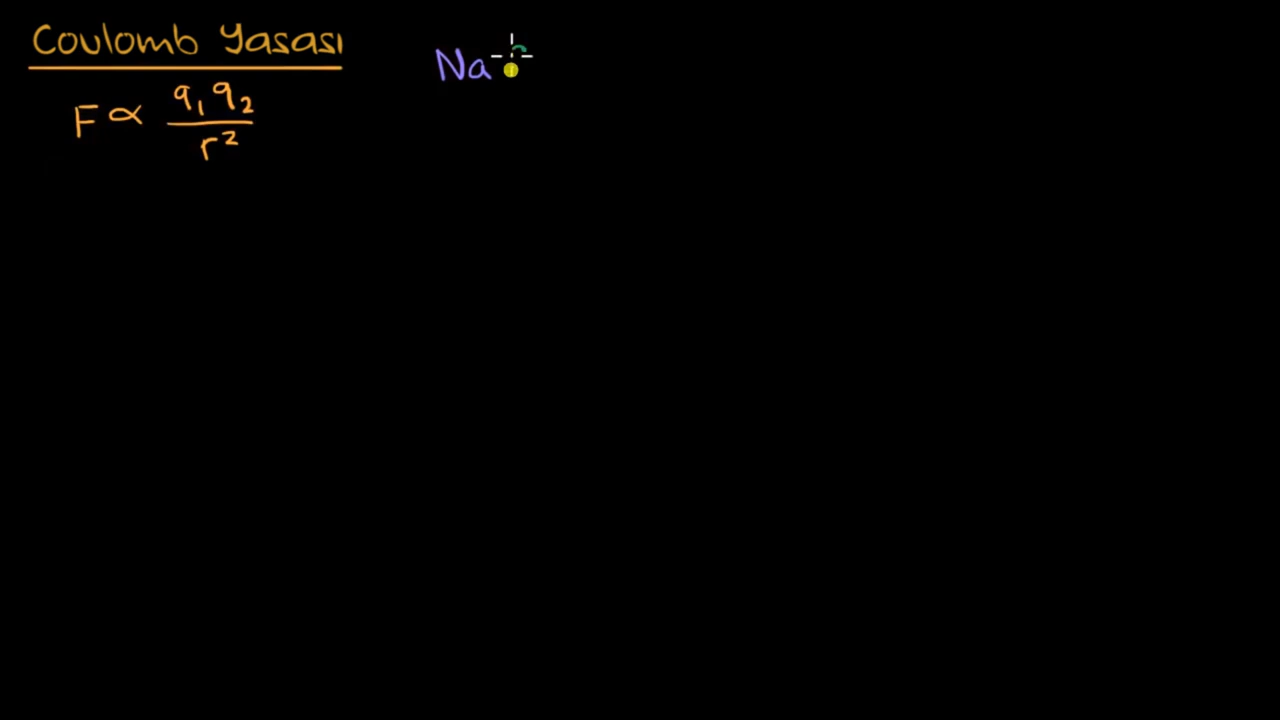 Coulomb Yasası
F ∝ q₁q₂ / r²
Na